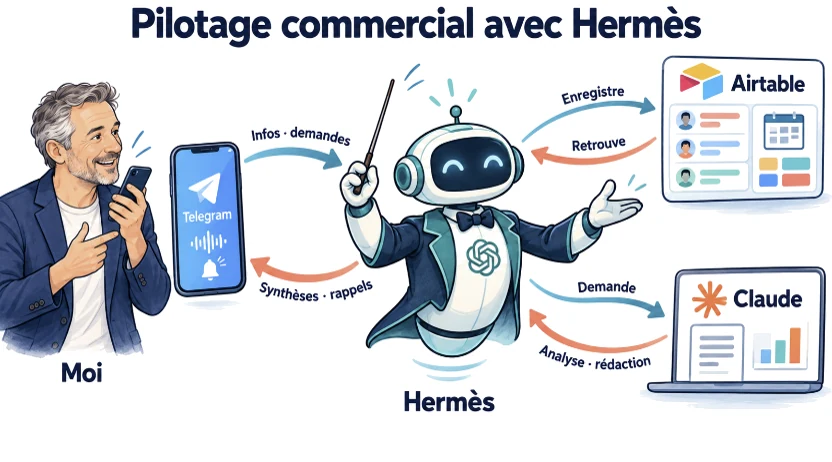 Pilotage commercial avec Hermès
Infos · demandes
Telegram
Synthèses · rappels
Moi
Hermès
Enregistre
Retrouve
Airtable
Demande
Analyse · rédaction
Claude